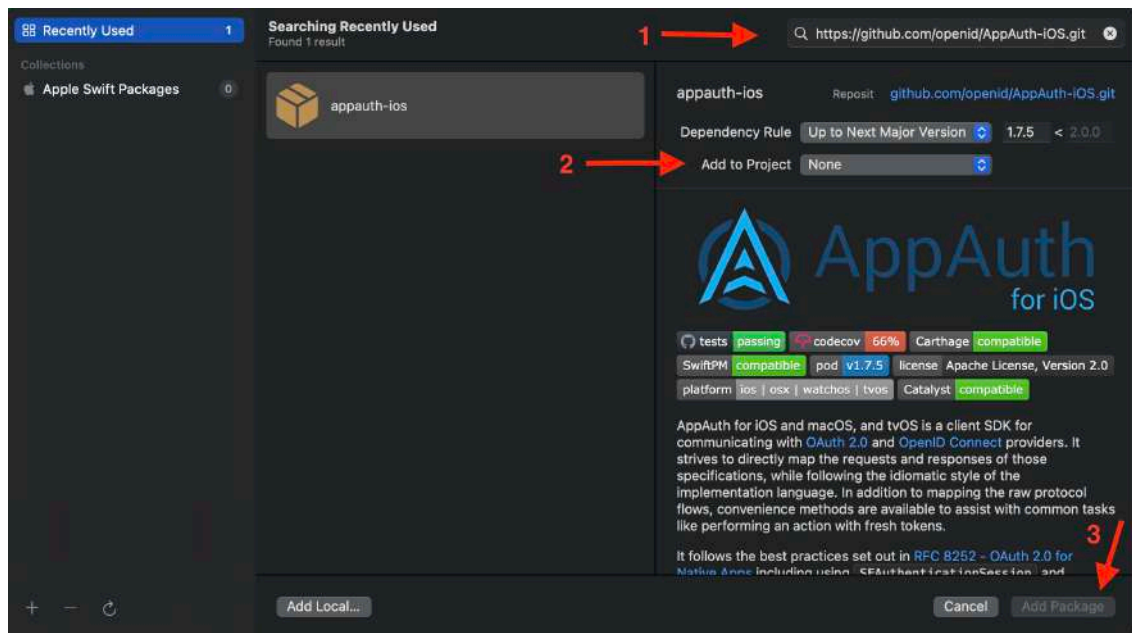 Recently Used 1
Collections
Apple Swift Packages 0
Searching Recently Used
Found 1 result
1
https://github.com/openid/AppAuth-iOS.git
appauth-ios
appauth-ios Reposit github.com/openid/AppAuth-iOS.git
Dependency Rule Up to Next Major Version 1.7.5 < 2.0.0
2
Add to Project None
AppAuth
for iOS
tests passing codecov 66% Carthage compatible
SwiftPM compatible pod v1.7.5 license Apache License, Version 2.0
platform ios | osx | watchos | tvos Catalyst compatible
AppAuth for iOS and macOS, and tvOS is a client SDK for
communicating with OAuth 2.0 and OpenID Connect providers. It
strives to directly map the requests and responses of those
specifications, while following the idiomatic style of the
implementation language. In addition to mapping the raw protocol
flows, convenience methods are available to assist with common tasks
like performing an action with fresh tokens.
3
It follows the best practices set out in RFC 8252 - OAuth 2.0 for
Native Apps including using SFAuthenticationSession and
Add Local... Cancel Add Package